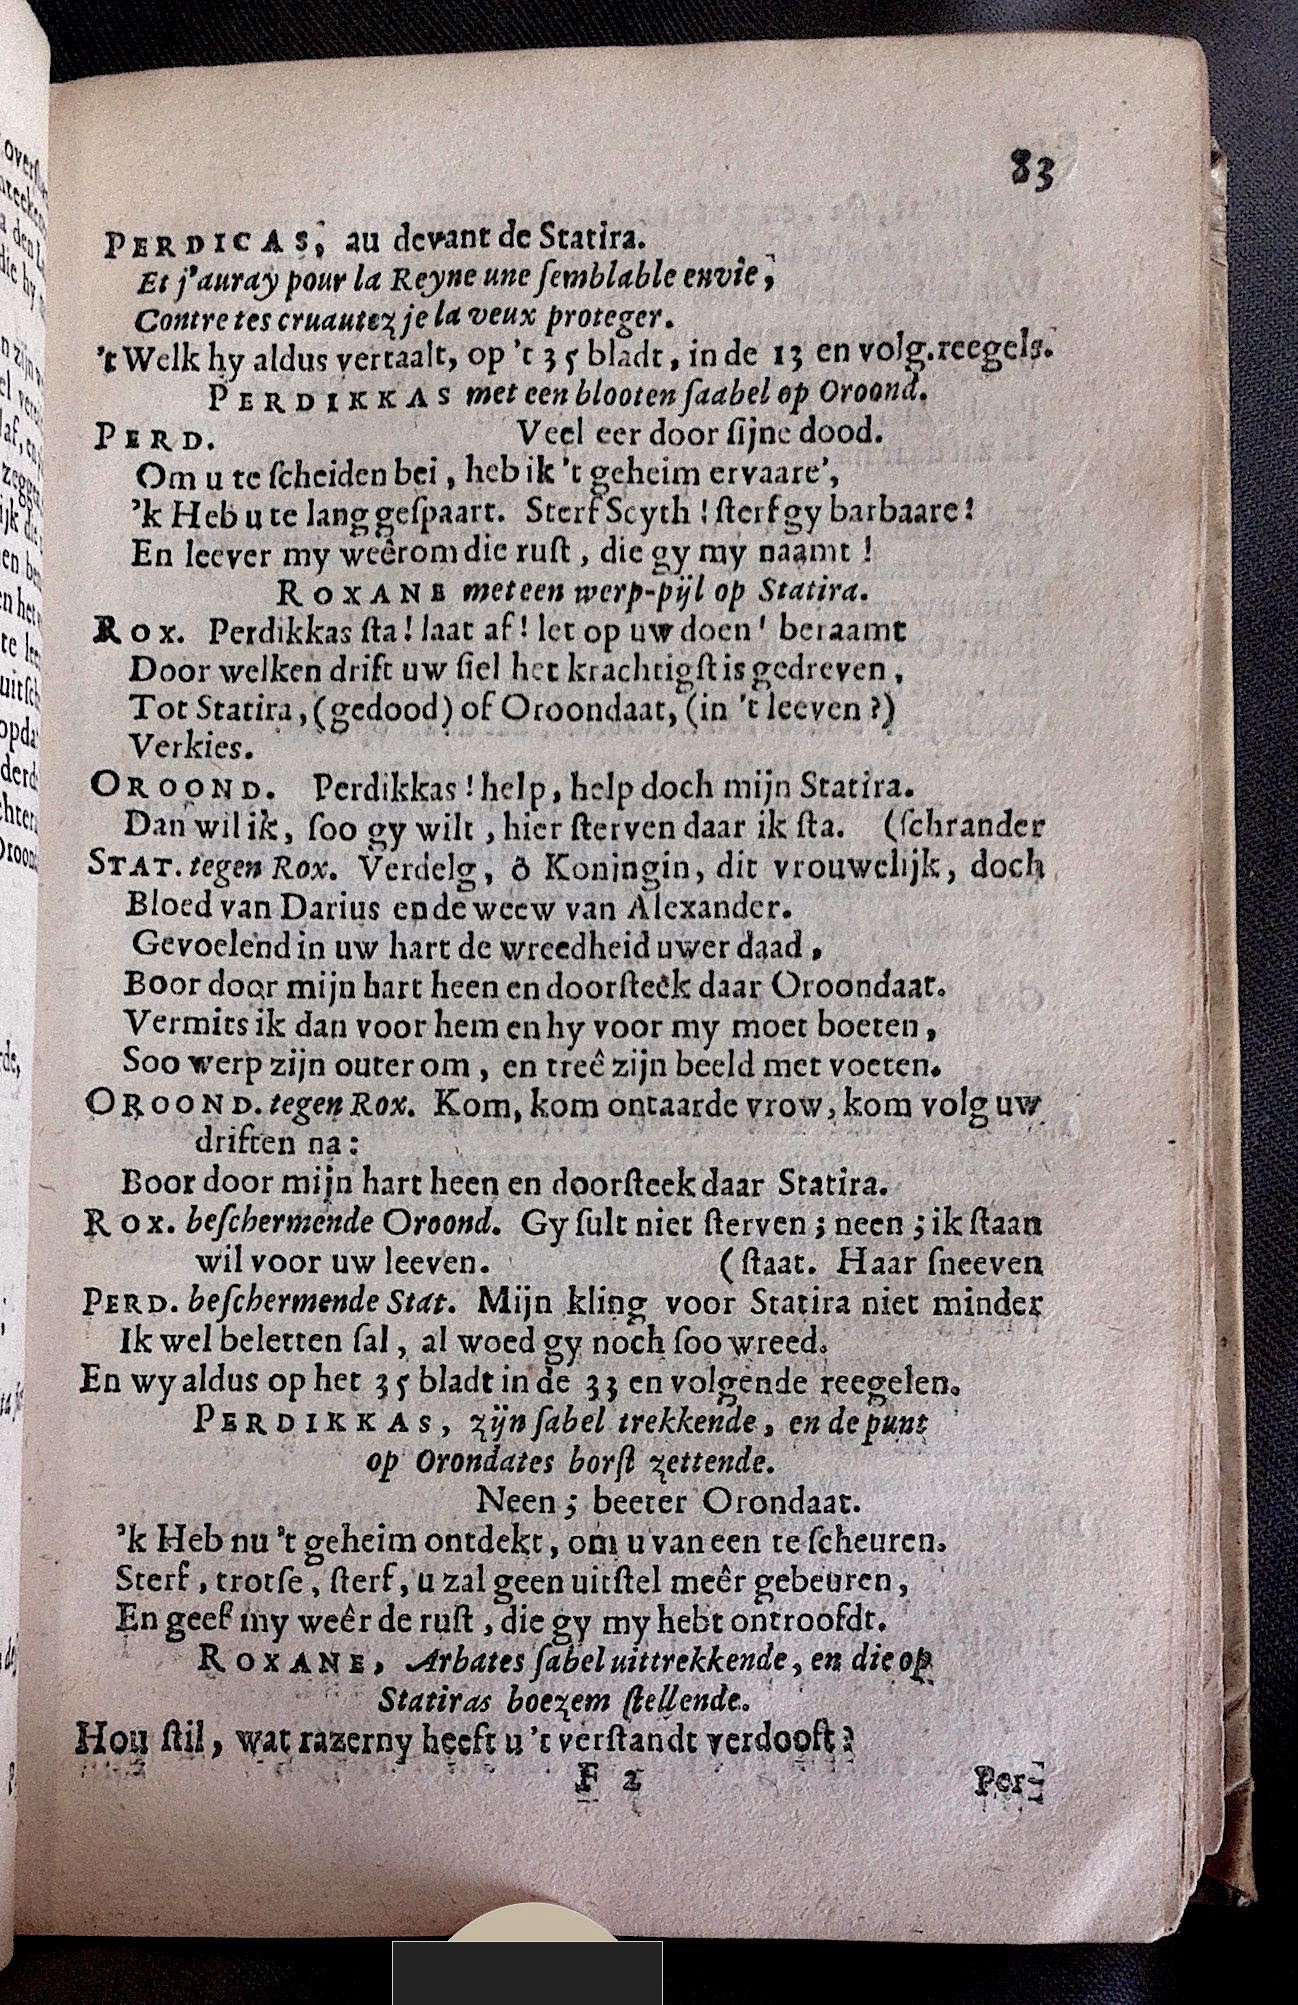 83
PERDICAS, au devant de Statira.
Et j'auray pour la Reyne une ſemblable envie,
Contre tes cruautez je la veux proteger.
't Welk hy aldus vertaalt, op 't 35 bladt, in de 13 en volg. reegels.
PERDIKKAS met een blooten ſaabel op Oroond.
PERD. Veel eer door ſijne dood.
Om u te ſcheiden bei, heb ik 't geheim ervaare',
'k Heb u te lang geſpaart. Sterf Scyth! ſterf gy barbaare!
En leever my weêrom die ruſt, die gy my naamt!
ROXANE met een werp-pijl op Statira.
ROX. Perdikkas ſta! laat af! let op uw doen! beraamt
Door welken drift uw ſiel het krachtigſt is gedreven,
Tot Statira, (gedood) of Oroondaat, (in 't leeven?)
Verkies.
OROOND. Perdikkas! help, help doch mijn Statira.
Dan wil ik, ſoo gy wilt, hier ſterven daar ik ſta. (ſchrander
STAT. tegen Rox. Verdelg, ô Koningin, dit vrouwelijk, doch
Bloed van Darius ende weew van Alexander.
Gevoelend in uw hart de wreedheid uwer daad,
Boor door mijn hart heen en doorſteek daar Oroondaat.
Vermits ik dan voor hem en hy voor my moet boeten,
Soo werp zijn outer om, en treê zijn beeld met voeten.
OROOND. tegen Rox. Kom, kom ontaarde vrow, kom volg uw
driften na:
Boor door mijn hart heen en doorſteek daar Statira.
ROX. beſchermende Oroond. Gy ſult niet ſterven; neen; ik ſtaan
wil voor uw leeven. (ſtaat. Haar ſneeven
PERD. beſchermende Stat. Mijn kling voor Statira niet minder
Ik wel beletten ſal, al woed gy noch ſoo wreed.
En wy aldus op het 35 bladt in de 33 en volgende reegelen.
PERDIKKAS, zijn ſabel trekkende, en de punt
op Orondates borſt zettende.
Neen; beeter Orondaat.
'k Heb nu 't geheim ontdekt, om u van een te ſcheuren.
Sterf, trotſe, ſterf, u zal geen uitſtel meêr gebeuren,
En geef my weêr de ruſt, die gy my hebt ontroofdt.
ROXANE, Arbates ſabel uittrekkende, en die op
Statiras boezem ſtellende.
Hou ſtil, wat razerny heeft u 't verſtandt verdooft?
F 2 Per-